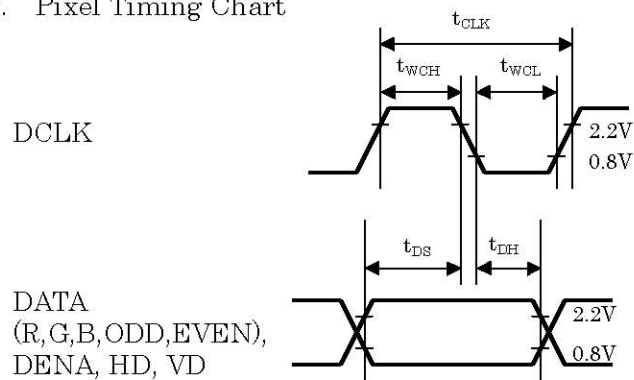 . Pixel Timing Chart
tCLK
tWCH tWCL
DCLK
2.2V
0.8V
tDS tDH
DATA
(R,G,B,ODD,EVEN),
DENA, HD, VD
2.2V
0.8V